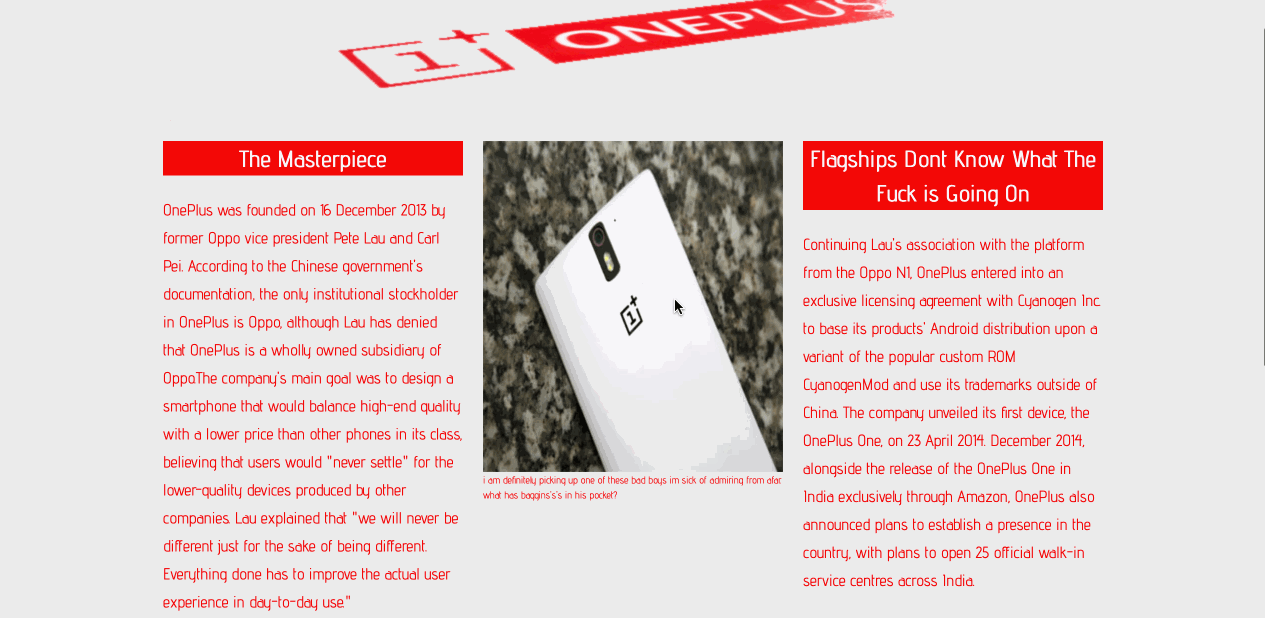 1+ ONEPLUS
The Masterpiece
OnePlus was founded on 16 December 2013 by
former Oppo vice president Pete Lau and Carl
Pei. According to the Chinese government's
documentation, the only institutional stockholder
in OnePlus is Oppo, although Lau has denied
that OnePlus is a wholly owned subsidiary of
Oppo.The company's main goal was to design a
smartphone that would balance high-end quality
with a lower price than other phones in its class,
believing that users would "never settle" for the
lower-quality devices produced by other
companies. Lau explained that "we will never be
different just for the sake of being different.
Everything done has to improve the actual user
experience in day-to-day use."
1+
i am definitely picking up one of these bad boys im sick of admiring from afar.
what has baggins's's in his pocket?
Flagships Dont Know What The
Fuck is Going On
Continuing Lau's association with the platform
from the Oppo N1, OnePlus entered into an
exclusive licensing agreement with Cyanogen Inc.
to base its products' Android distribution upon a
variant of the popular custom ROM
CyanogenMod and use its trademarks outside of
China. The company unveiled its first device, the
OnePlus One, on 23 April 2014. December 2014,
alongside the release of the OnePlus One in
India exclusively through Amazon, OnePlus also
announced plans to establish a presence in the
country, with plans to open 25 official walk-in
service centres across India.